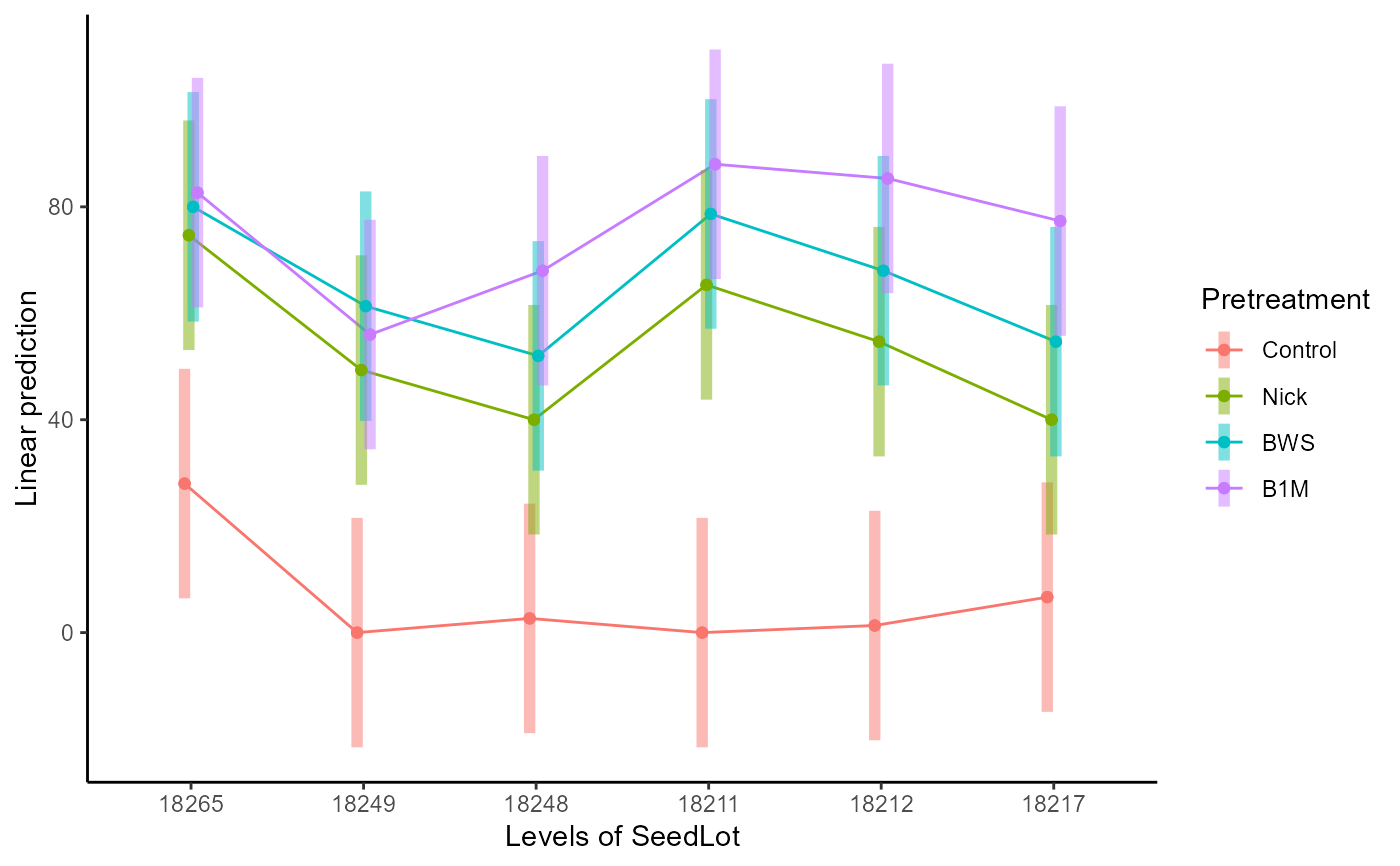 Linear prediction
80
40
0
18265 18249 18248 18211 18212 18217
Levels of SeedLot
Pretreatment
Control
Nick
BWS
B1M